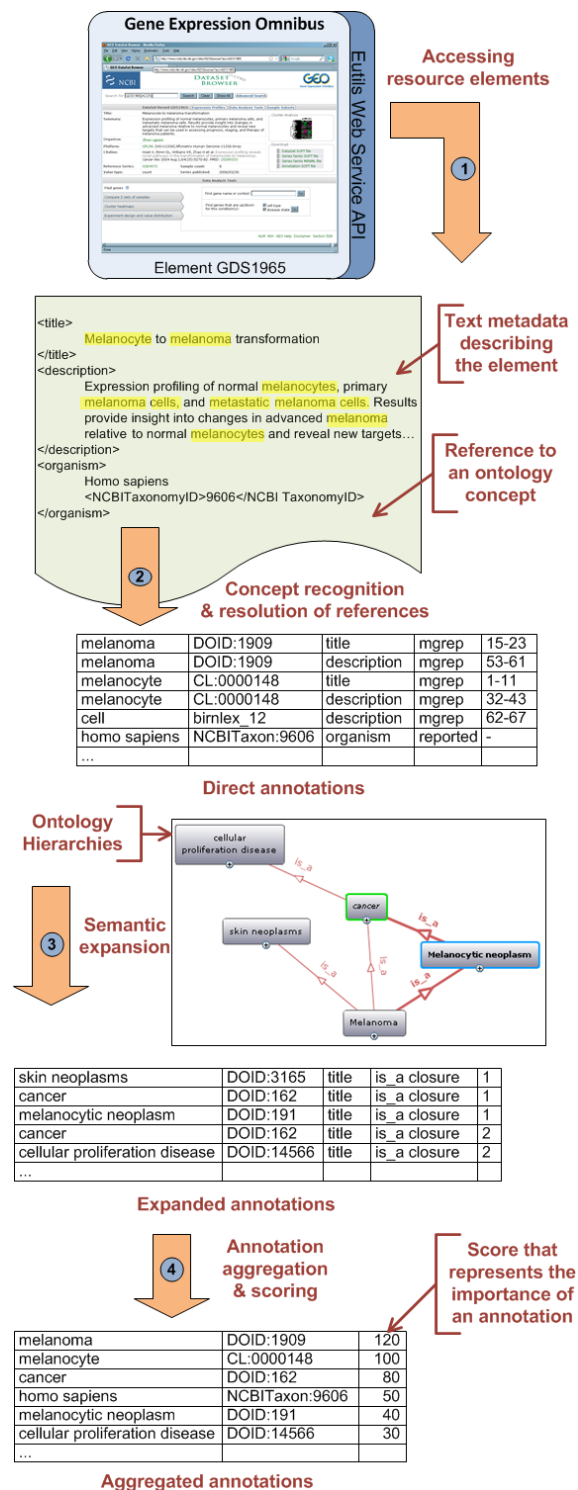 Gene Expression Omnibus
Eutils Web Service API
NCBI
DATASET BROWSER
GEO
Element GDS1965
Accessing
resource elements
1
<title>
Melanocyte to melanoma transformation
</title>
<description>
Expression profiling of normal melanocytes, primary
melanoma cells, and metastatic melanoma cells. Results
provide insight into changes in advanced melanoma
relative to normal melanocytes and reveal new targets…
</description>
<organism>
Homo sapiens
<NCBITaxonomyID>9606</NCBI TaxonomyID>
</organism>
Text metadata
describing
the element
Reference to
an ontology
concept
2
Concept recognition
& resolution of references
melanoma DOID:1909 title mgrep 15-23
melanoma DOID:1909 description mgrep 53-61
melanocyte CL:0000148 title mgrep 1-11
melanocyte CL:0000148 description mgrep 32-43
cell birnlex_12 description mgrep 62-67
homo sapiens NCBITaxon:9606 organism reported -
...
Direct annotations
Ontology
Hierarchies
cellular
proliferation disease
is_a
cancer
skin neoplasms
is_a
is_a
is_a
Melanocytic neoplasm
is_a
Melanoma
3
Semantic
expansion
skin neoplasms DOID:3165 title is_a closure 1
cancer DOID:162 title is_a closure 1
melanocytic neoplasm DOID:191 title is_a closure 1
cancer DOID:162 title is_a closure 2
cellular proliferation disease DOID:14566 title is_a closure 2
...
Expanded annotations
4
Annotation
aggregation
& scoring
Score that
represents the
importance of
an annotation
melanoma DOID:1909 120
melanocyte CL:0000148 100
cancer DOID:162 80
homo sapiens NCBITaxon:9606 50
melanocytic neoplasm DOID:191 40
cellular proliferation disease DOID:14566 30
...
Aggregated annotations